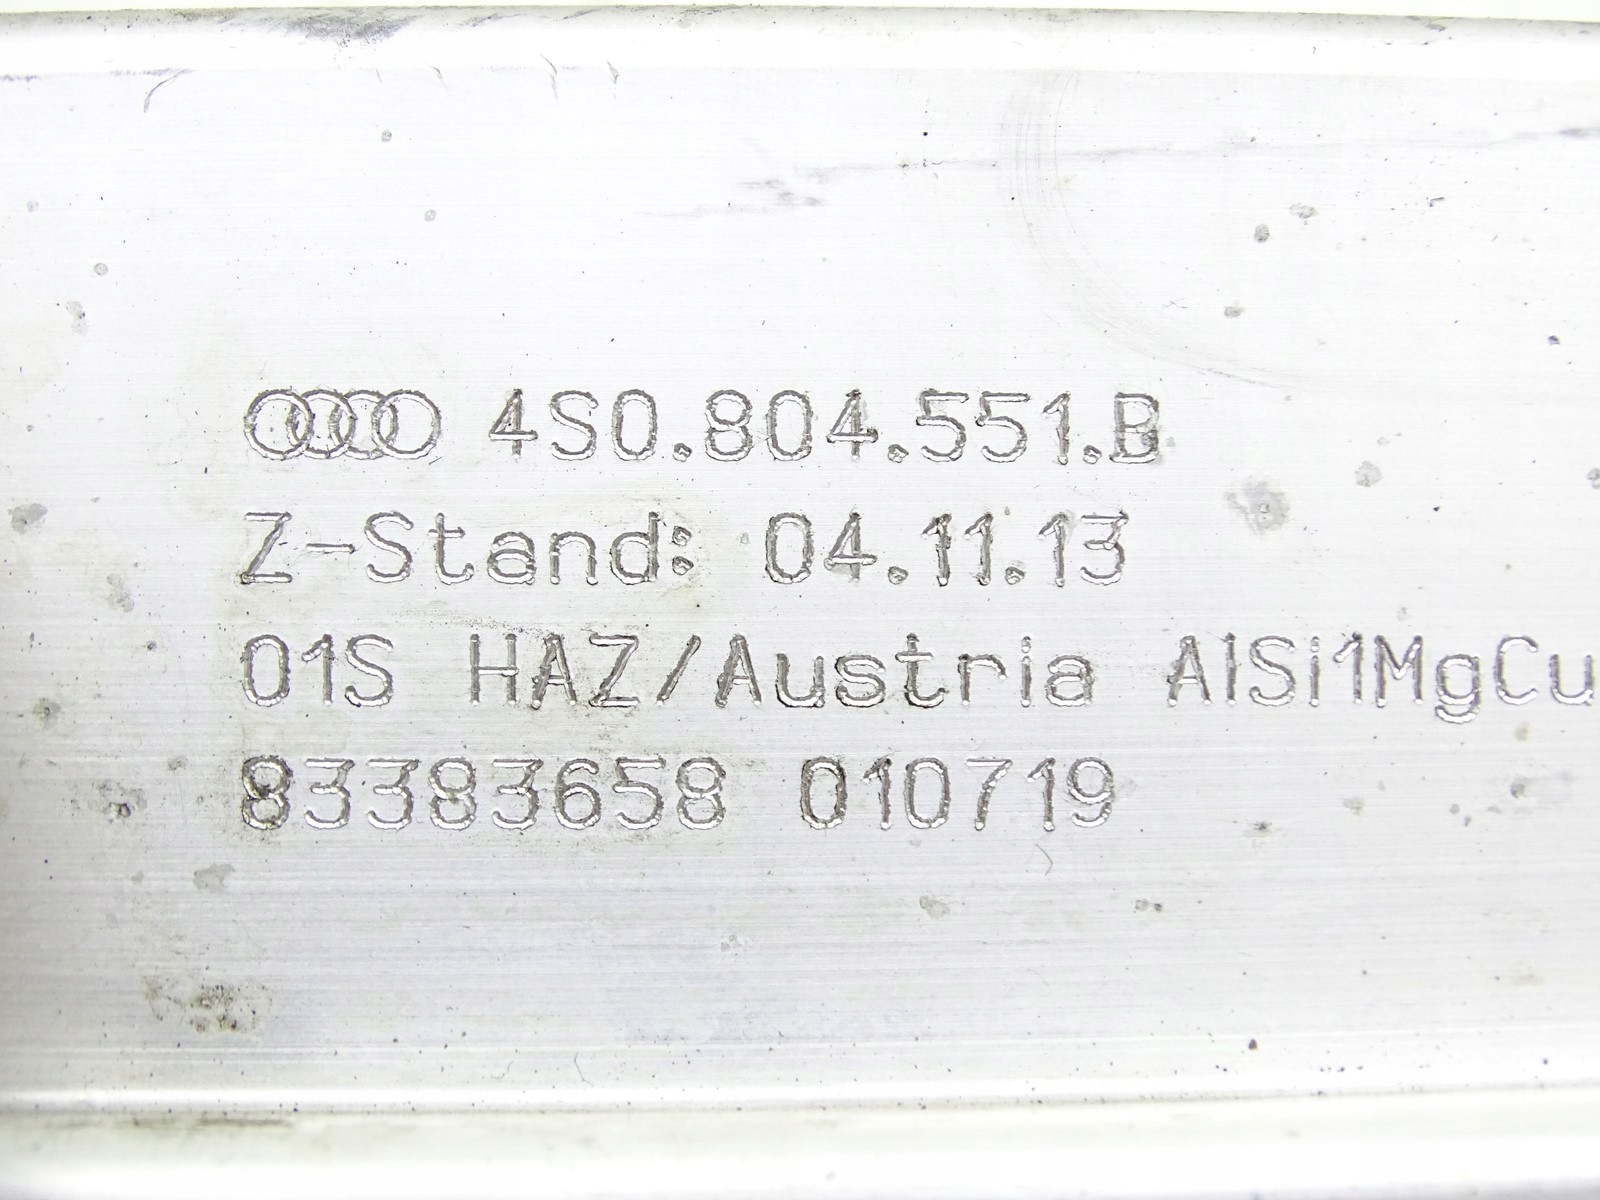 4S0.804.551.B
Z-Stand: 04.11.13
01S HAZ/Austria AlSi1MgCu
83383658 010719